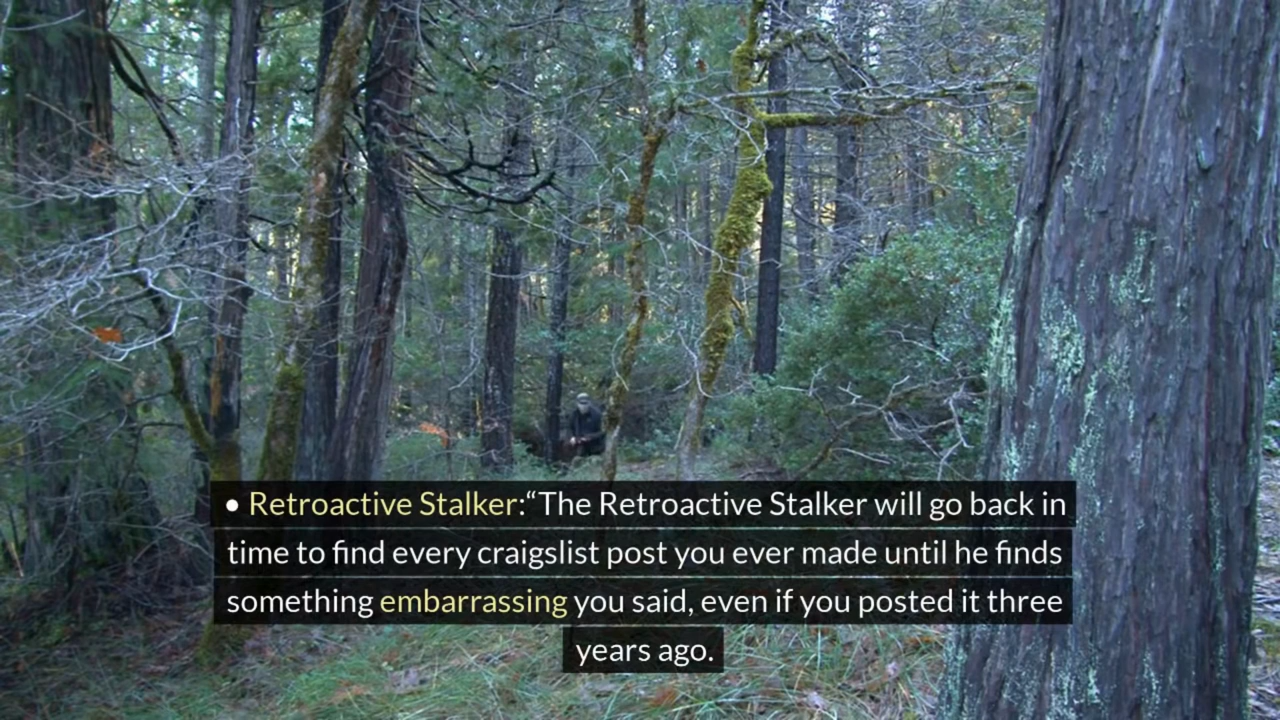 • Retroactive Stalker:“The Retroactive Stalker will go back in
time to find every craigslist post you ever made until he finds
something embarrassing you said, even if you posted it three
years ago.